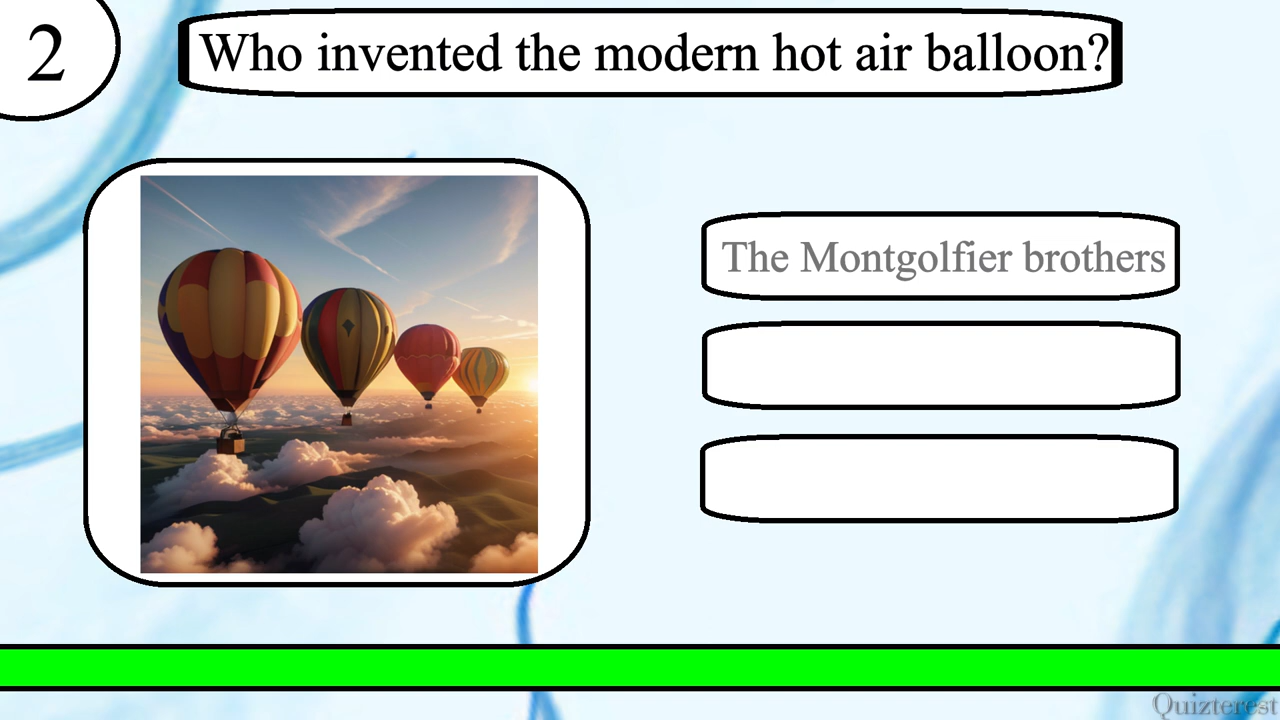 2
Who invented the modern hot air balloon?
The Montgolfier brothers
Quizterest